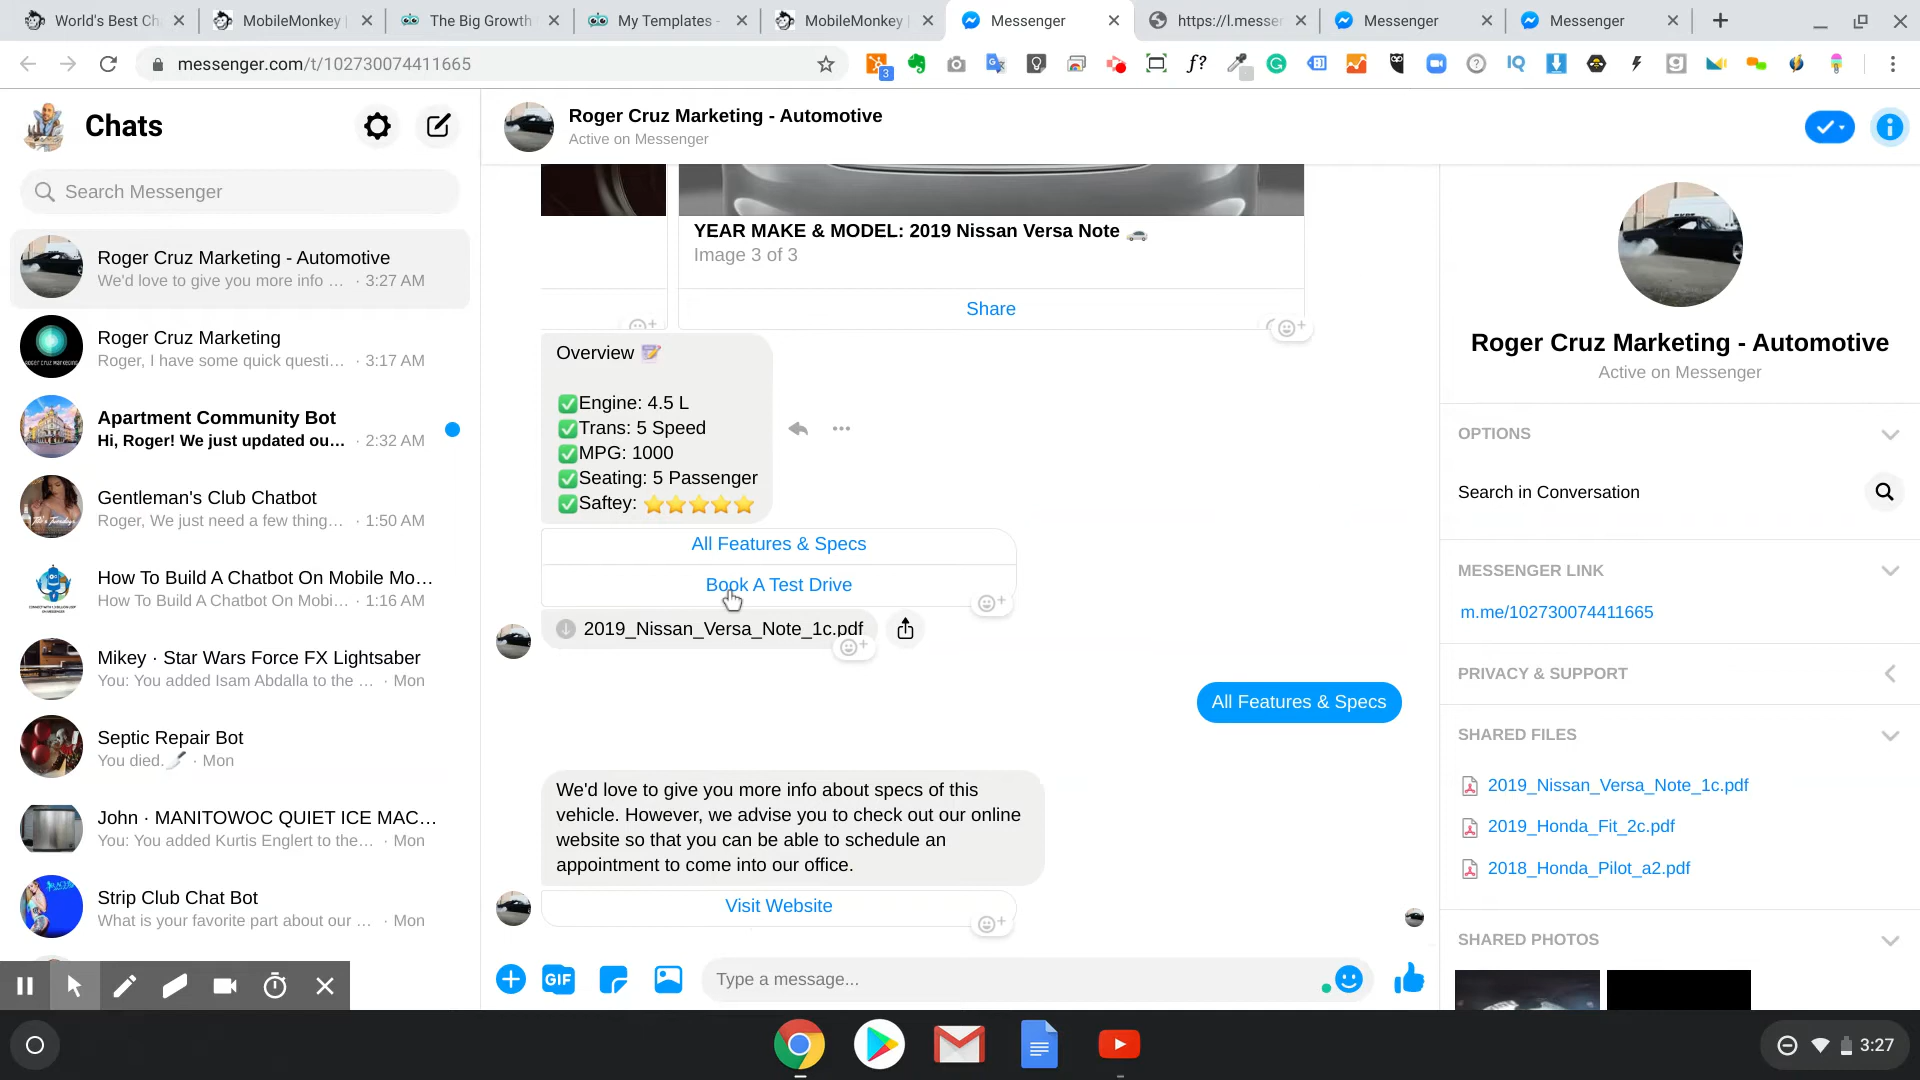 World's Best Ch
MobileMonkey
The Big Growth
My Templates -
MobileMonkey
Messenger
https://l.messer
Messenger
Messenger
messenger.com/t/102730074411665
Chats
Search Messenger
Roger Cruz Marketing - Automotive
We'd love to give you more info ... · 3:27 AM
Roger Cruz Marketing
Roger, I have some quick questi... · 3:17 AM
Apartment Community Bot
Hi, Roger! We just updated ou... · 2:32 AM
Gentleman's Club Chatbot
Roger, We just need a few thing... · 1:50 AM
How To Build A Chatbot On Mobile Mo...
How To Build A Chatbot On Mobi... · 1:16 AM
Mikey · Star Wars Force FX Lightsaber
You: You added Isam Abdalla to the ... · Mon
Septic Repair Bot
You died.🔪 · Mon
John · MANITOWOC QUIET ICE MAC...
You: You added Kurtis Englert to the... · Mon
Strip Club Chat Bot
What is your favorite part about our ... · Mon
Roger Cruz Marketing - Automotive
Active on Messenger
YEAR MAKE & MODEL: 2019 Nissan Versa Note 🚗
Image 3 of 3
Share
Overview 📝
✅Engine: 4.5 L
✅Trans: 5 Speed
✅MPG: 1000
✅Seating: 5 Passenger
✅Saftey: ⭐⭐⭐⭐⭐
All Features & Specs
Book A Test Drive
2019_Nissan_Versa_Note_1c.pdf
All Features & Specs
We'd love to give you more info about specs of this
vehicle. However, we advise you to check out our online
website so that you can be able to schedule an
appointment to come into our office.
Visit Website
GIF
Type a message...
Roger Cruz Marketing - Automotive
Active on Messenger
OPTIONS
Search in Conversation
MESSENGER LINK
m.me/102730074411665
PRIVACY & SUPPORT
SHARED FILES
2019_Nissan_Versa_Note_1c.pdf
2019_Honda_Fit_2c.pdf
2018_Honda_Pilot_a2.pdf
SHARED PHOTOS
3:27